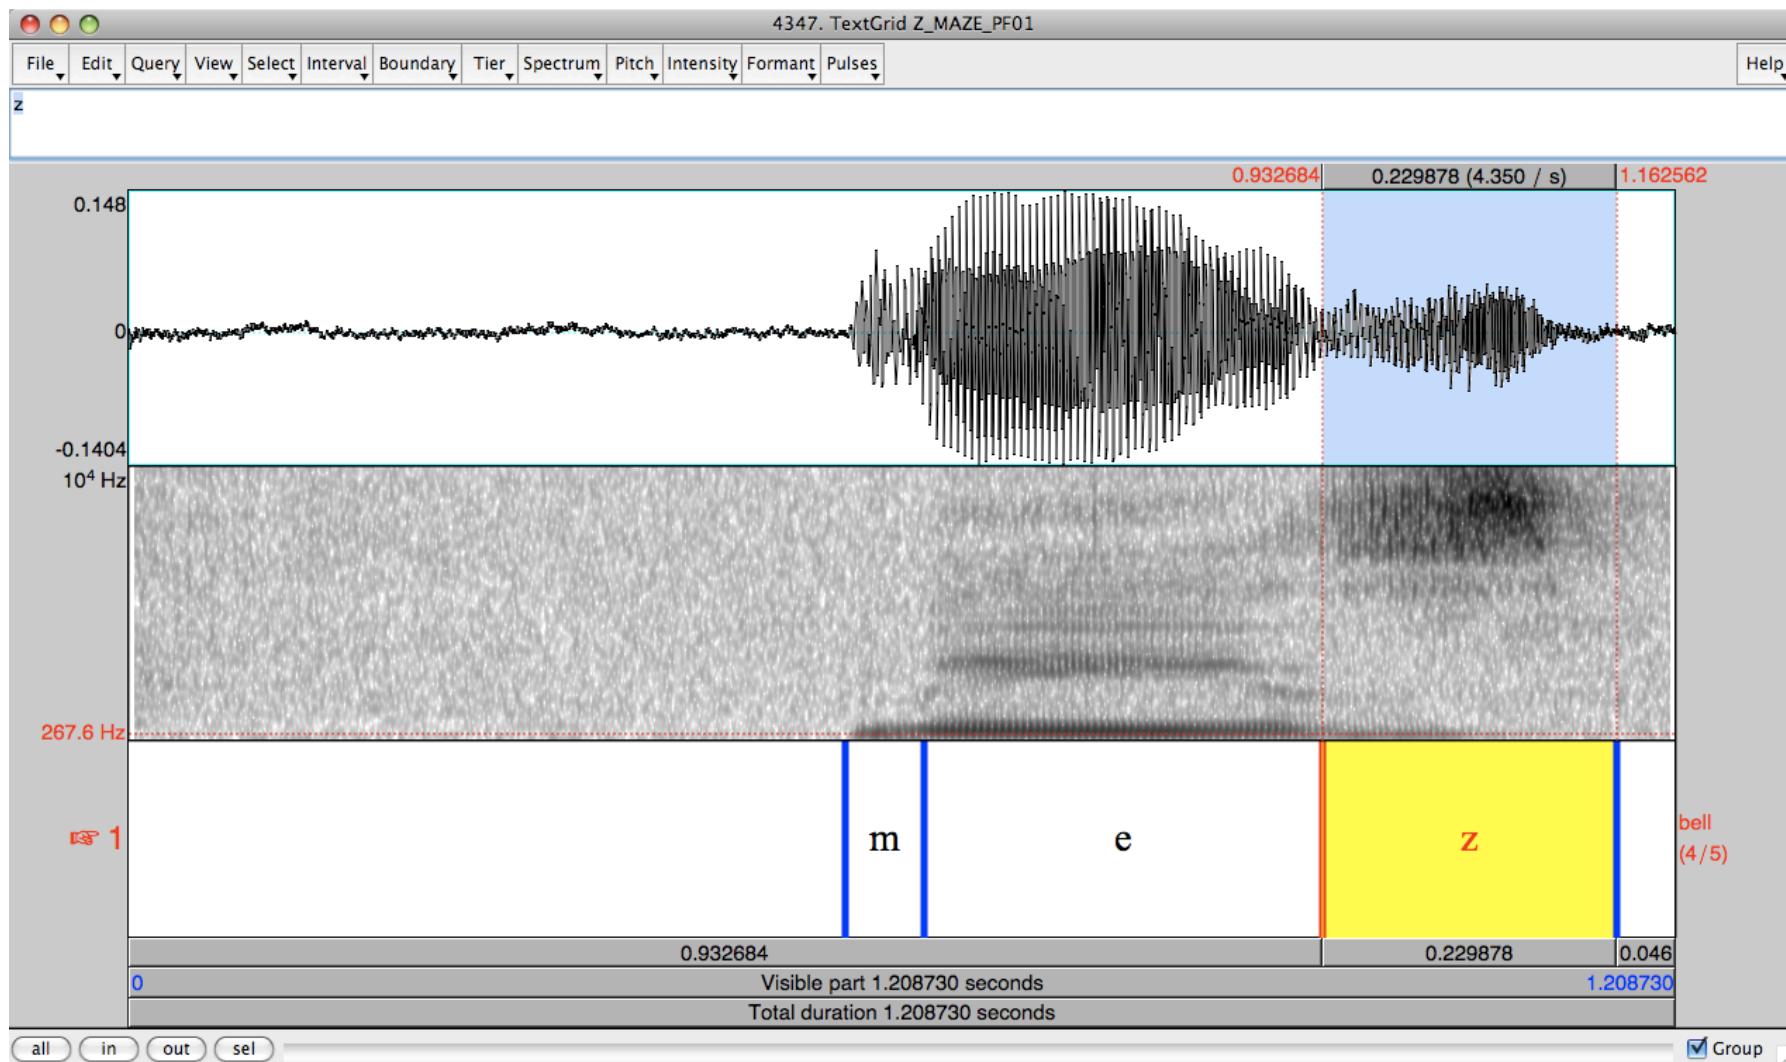 4347. TextGrid Z_MAZE_PF01
File Edit Query View Select Interval Boundary Tier Spectrum Pitch Intensity Formant Pulses Help
z
0.932684 0.229878 (4.350 / s) 1.162562
0.148
0
-0.1404
10⁴ Hz
267.6 Hz
☞ 1 m e z bell
(4/5)
0.932684 0.229878 0.046
0 Visible part 1.208730 seconds 1.208730
Total duration 1.208730 seconds
all in out sel Group